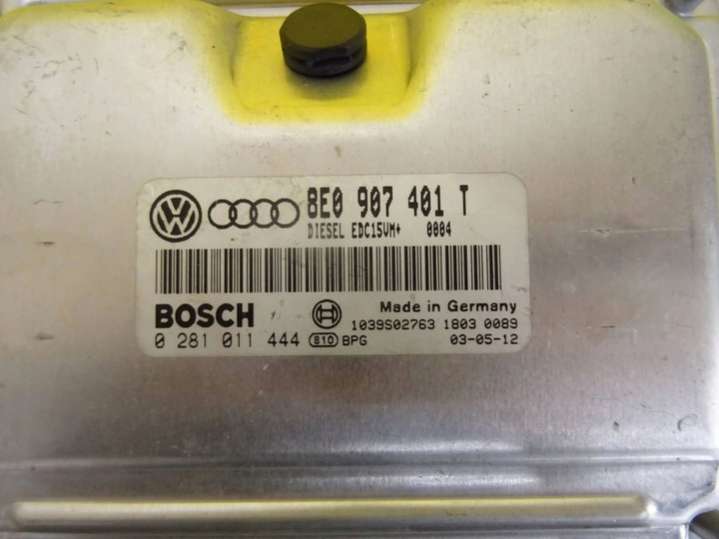 8E0 907 401 T
DIESEL EDC15VM+ 0004
BOSCH
Made in Germany
1039S02763 1803 0089
0 281 011 444 810 BPG 03-05-12